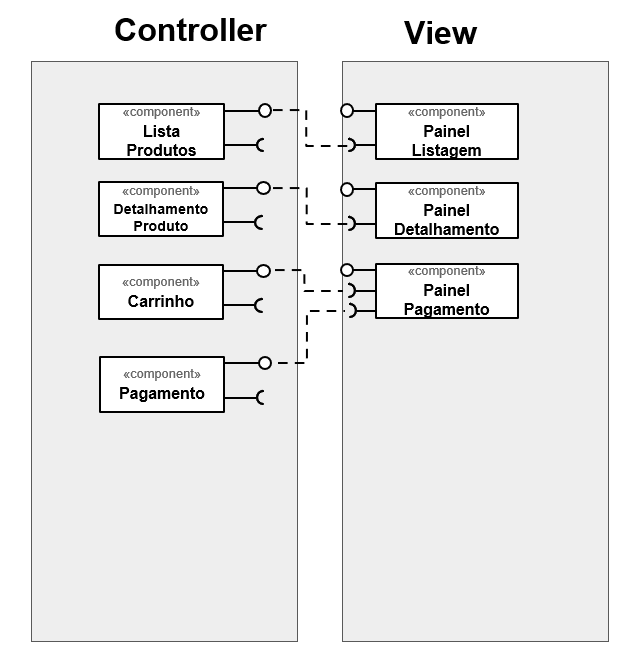 Controller
«component»
Lista
Produtos
«component»
Detalhamento
Produto
«component»
Carrinho
«component»
Pagamento
View
«component»
Painel
Listagem
«component»
Painel
Detalhamento
«component»
Painel
Pagamento